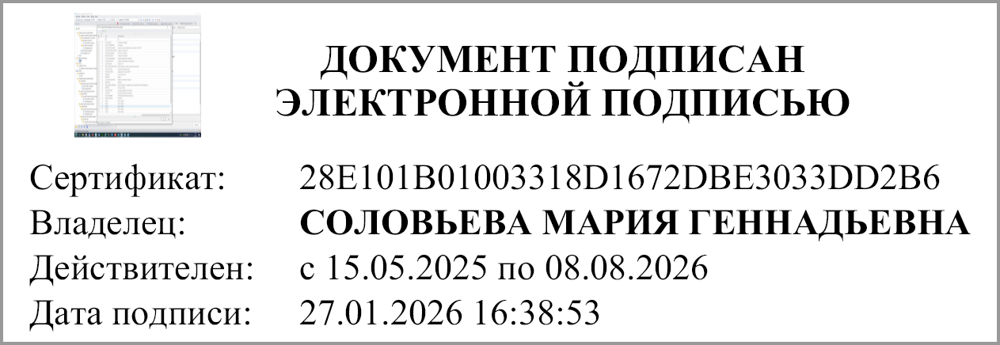 ДОКУМЕНТ ПОДПИСАН
ЭЛЕКТРОННОЙ ПОДПИСЬЮ
Сертификат: 28E101B01003318D1672DBE3033DD2B6
Владелец: СОЛОВЬЕВА МАРИЯ ГЕННАДЬЕВНА
Действителен: с 15.05.2025 по 08.08.2026
Дата подписи: 27.01.2026 16:38:53